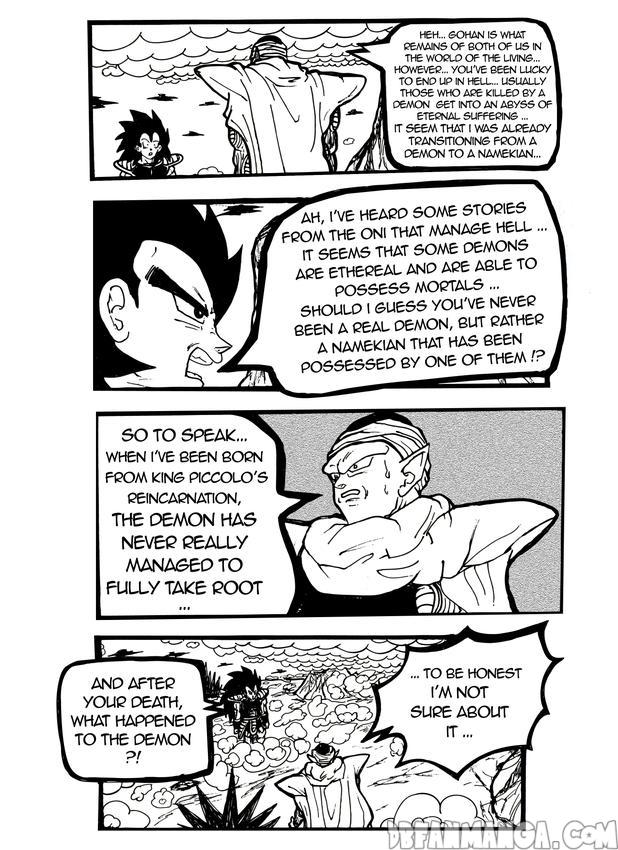 HEH... GOHAN IS WHAT
REMAINS OF BOTH OF US IN
THE WORLD OF THE LIVING...
HOWEVER... YOU'VE BEEN LUCKY
TO END UP IN HELL... USUALLY
THOSE WHO ARE KILLED BY A
DEMON GET INTO AN ABYSS OF
ETERNAL SUFFERING ...
IT SEEM THAT I WAS ALREADY
TRANSITIONING FROM A
DEMON TO A NAMEKIAN...
AH, I'VE HEARD SOME STORIES
FROM THE ONI THAT MANAGE HELL ...
IT SEEMS THAT SOME DEMONS
ARE ETHEREAL AND ARE ABLE TO
POSSESS MORTALS ...
SHOULD I GUESS YOU'VE NEVER
BEEN A REAL DEMON, BUT RATHER
A NAMEKIAN THAT HAS BEEN
POSSESSED BY ONE OF THEM !?
SO TO SPEAK...
WHEN I'VE BEEN BORN
FROM KING PICCOLO'S
REINCARNATION,
THE DEMON HAS
NEVER REALLY
MANAGED TO
FULLY TAKE ROOT
...
AND AFTER
YOUR DEATH,
WHAT HAPPENED
TO THE DEMON
?!
... TO BE HONEST
I'M NOT
SURE ABOUT
IT ...
DBFANMANGA.COM